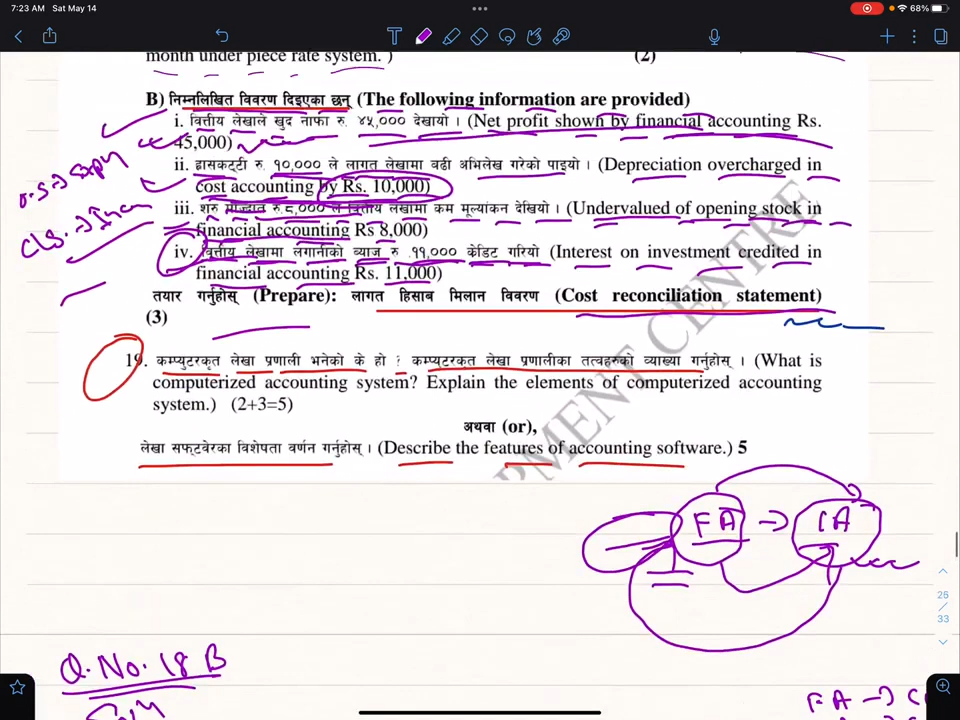 7:23 AM Sat May 14
68%
month under piece rate system. ) (2)
B) निम्नलिखित विवरण दिइएका छन् (The following information are provided)
i. वित्तीय लेखाले खुद नाफा रु. ४५,००० देखायो । (Net profit shown by financial accounting Rs.
45,000)
ii. ह्रासकट्टी रु १०,००० ले लागत लेखामा वढी अभिलेख गरेको पाइयो । (Depreciation overcharged in
cost accounting by Rs. 10,000)
iii. शुरु मौज्दात रु ८,००० ले वित्तीय लेखामा कम मूल्यांकन देखियो । (Undervalued of opening stock in
financial accounting Rs 8,000)
iv. वित्तीय लेखामा लगानीको व्याज रु ११,००० क्रेडिट गरियो (Interest on investment credited in
financial accounting Rs. 11,000)
तयार गर्नुहोस् (Prepare): लागत हिसाब मिलान विवरण (Cost reconciliation statement)
(3)
19. कम्प्युटरकृत लेखा प्रणाली भनेको के हो ? कम्प्युटरकृत लेखा प्रणालीका तत्वहरुको व्याख्या गर्नुहोस् । (What is
computerized accounting system? Explain the elements of computerized accounting
system.) (2+3=5)
अथवा (or),
लेखा सफ्टवेरका विशेषता वर्णन गर्नुहोस् । (Describe the features of accounting software.) 5
FA → CA
25
/
33
Q. No. 18 B
FA →